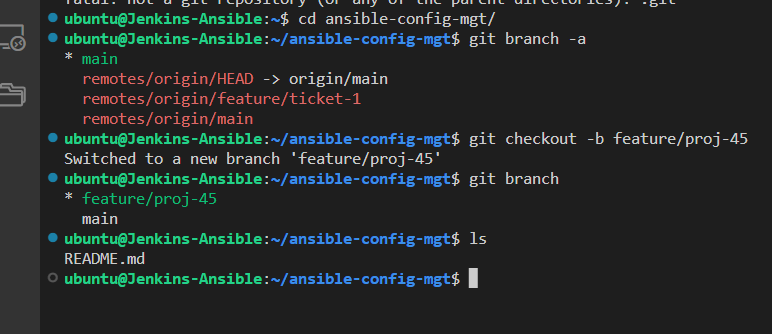 fatal: not a git repository (or any of the parent directories): .git
ubuntu@Jenkins-Ansible:~$ cd ansible-config-mgt/
ubuntu@Jenkins-Ansible:~/ansible-config-mgt$ git branch -a
* main
remotes/origin/HEAD -> origin/main
remotes/origin/feature/ticket-1
remotes/origin/main
ubuntu@Jenkins-Ansible:~/ansible-config-mgt$ git checkout -b feature/proj-45
Switched to a new branch 'feature/proj-45'
ubuntu@Jenkins-Ansible:~/ansible-config-mgt$ git branch
* feature/proj-45
main
ubuntu@Jenkins-Ansible:~/ansible-config-mgt$ ls
README.md
ubuntu@Jenkins-Ansible:~/ansible-config-mgt$